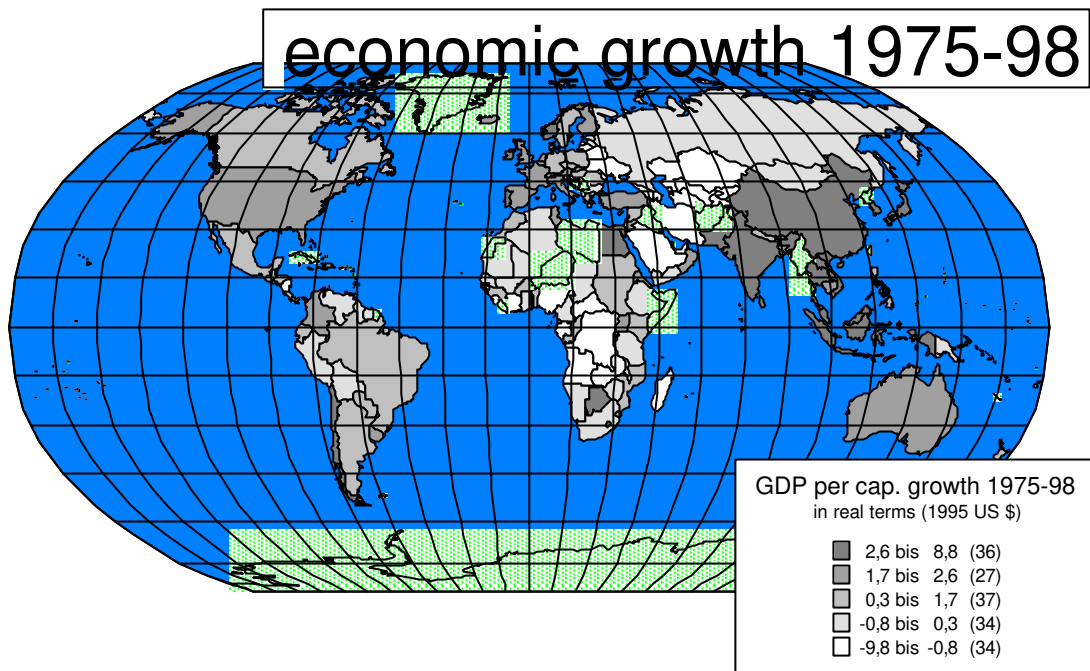 economic growth 1975-98
GDP per cap. growth 1975-98
in real terms (1995 US $)
2,6 bis 8,8 (36)
1,7 bis 2,6 (27)
0,3 bis 1,7 (37)
-0,8 bis 0,3 (34)
-9,8 bis -0,8 (34)